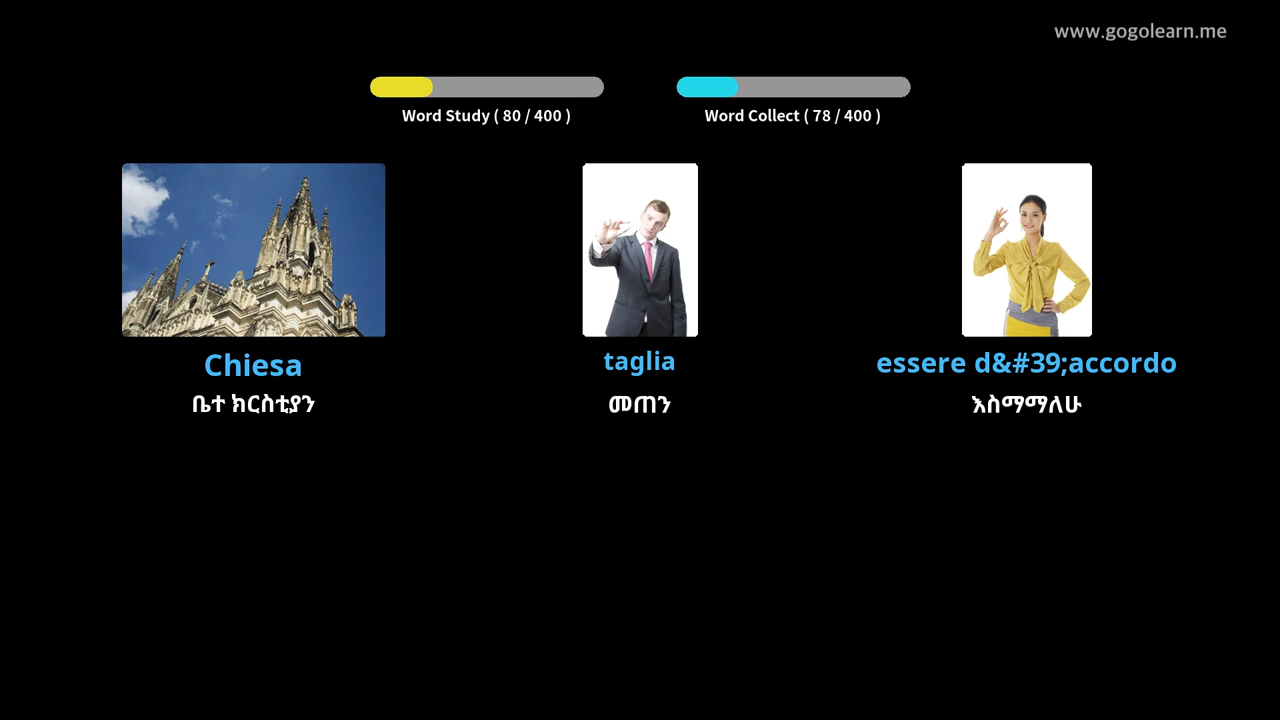 www.gogolearn.me
Word Study ( 80 / 400 )
Word Collect ( 78 / 400 )
Chiesa
taglia
essere d&#39;accordo
ቤተ ክርስቲያን
መጠን
እስማማለሁ